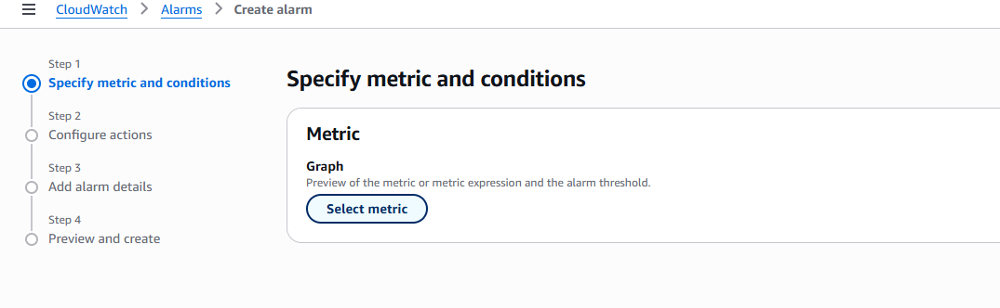 CloudWatch > Alarms > Create alarm
Step 1
Specify metric and conditions
Step 2
Configure actions
Step 3
Add alarm details
Step 4
Preview and create
Specify metric and conditions
Metric
Graph
Preview of the metric or metric expression and the alarm threshold.
Select metric